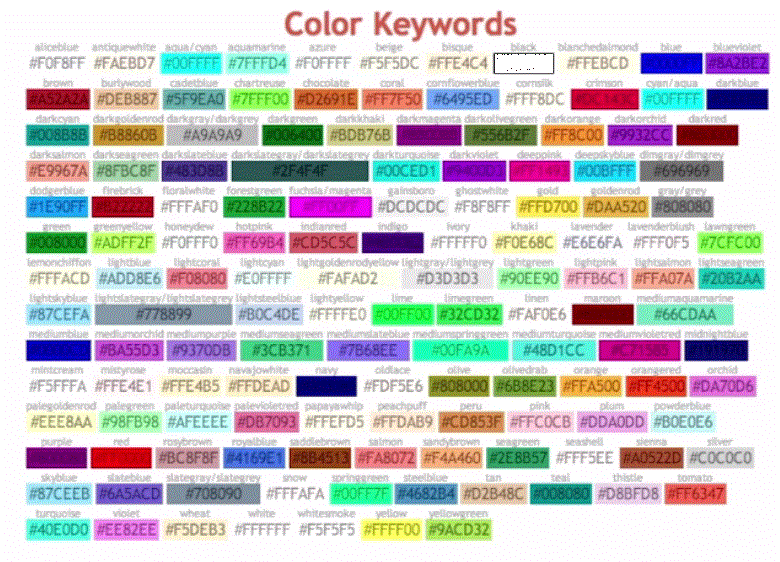 Color Keywords
aliceblue antiquewhite aqua/cyan aquamarine azure beige bisque black blanchedalmond blue blueviolet
#F0F8FF #FAEBD7 #00FFFF #7FFFD4 #F0FFFF #F5F5DC #FFE4C4 #FFEBCD #8A2BE2
brown burlywood cadetblue chartreuse chocolate coral cornflowerblue cornsilk crimson cyan/aqua darkblue
#A52A2A #DEB887 #5F9EA0 #7FFF00 #D2691E #FF7F50 #6495ED #FFF8DC #DC143C #00FFFF
darkcyan darkgoldenrod darkgray/darkgrey darkgreen darkkhaki darkmagenta darkolivegreen darkorange darkorchid darkred
#008B8B #B8860B #A9A9A9 #006400 #BDB76B #556B2F #FF8C00 #9932CC
darksalmon darkseagreen darkslateblue darkslategray/darkslategrey darkturquoise darkviolet deeppink deepskyblue dimgray/dimgrey
#E9967A #8FBC8F #483D8B #2F4F4F #00CED1 #9400D3 #FF1493 #00BFFF #696969
dodgerblue firebrick floralwhite forestgreen fuchsia/magenta gainsboro ghostwhite gold goldenrod gray/grey
#1E90FF #B22222 #FFFAF0 #228B22 #FF00FF #DCDCDC #F8F8FF #FFD700 #DAA520 #808080
green greenyellow honeydew hotpink indianred indigo ivory khaki lavender lavenderblush lawngreen
#008000 #ADFF2F #F0FFF0 #FF69B4 #CD5C5C #FFFFF0 #F0E68C #E6E6FA #FFF0F5 #7CFC00
lemonchiffon lightblue lightcoral lightcyan lightgoldenrodyellow lightgray/lightgrey lightgreen lightpink lightsalmon lightseagreen
#FFFACD #ADD8E6 #F08080 #E0FFFF #FAFAD2 #D3D3D3 #90EE90 #FFB6C1 #FFA07A #20B2AA
lightskyblue lightslategray/lightslategrey lightsteelblue lightyellow lime limegreen linen maroon mediumaquamarine
#87CEFA #778899 #B0C4DE #FFFFE0 #00FF00 #32CD32 #FAF0E6 #66CDAA
mediumblue mediumorchid mediumpurple mediumseagreen mediumslateblue mediumspringgreen mediumturquoise mediumvioletred midnightblue
#BA55D3 #9370DB #3CB371 #7B68EE #00FA9A #48D1CC #C71585 #191970
mintcream mistyrose moccasin navajowhite navy oldlace olive olivedrab orange orangered orchid
#F5FFFA #FFE4E1 #FFE4B5 #FFDEAD #FDF5E6 #808000 #6B8E23 #FFA500 #FF4500 #DA70D6
palegoldenrod palegreen paleturquoise palevioletred papayawhip peachpuff peru pink plum powderblue
#EEE8AA #98FB98 #AFEEEE #DB7093 #FFEFD5 #FFDAB9 #CD853F #FFC0CB #DDA0DD #B0E0E6
purple red rosybrown royalblue saddlebrown salmon sandybrown seagreen seashell sienna silver
#BC8F8F #4169E1 #8B4513 #FA8072 #F4A460 #2E8B57 #FFF5EE #A0522D #C0C0C0
skyblue slateblue slategray/slategrey snow springgreen steelblue tan teal thistle tomato
#87CEEB #6A5ACD #708090 #FFFAFA #00FF7F #4682B4 #D2B48C #008080 #D8BFD8 #FF6347
turquoise violet wheat white whitesmoke yellow yellowgreen
#40E0D0 #EE82EE #F5DEB3 #FFFFFF #F5F5F5 #FFFF00 #9ACD32